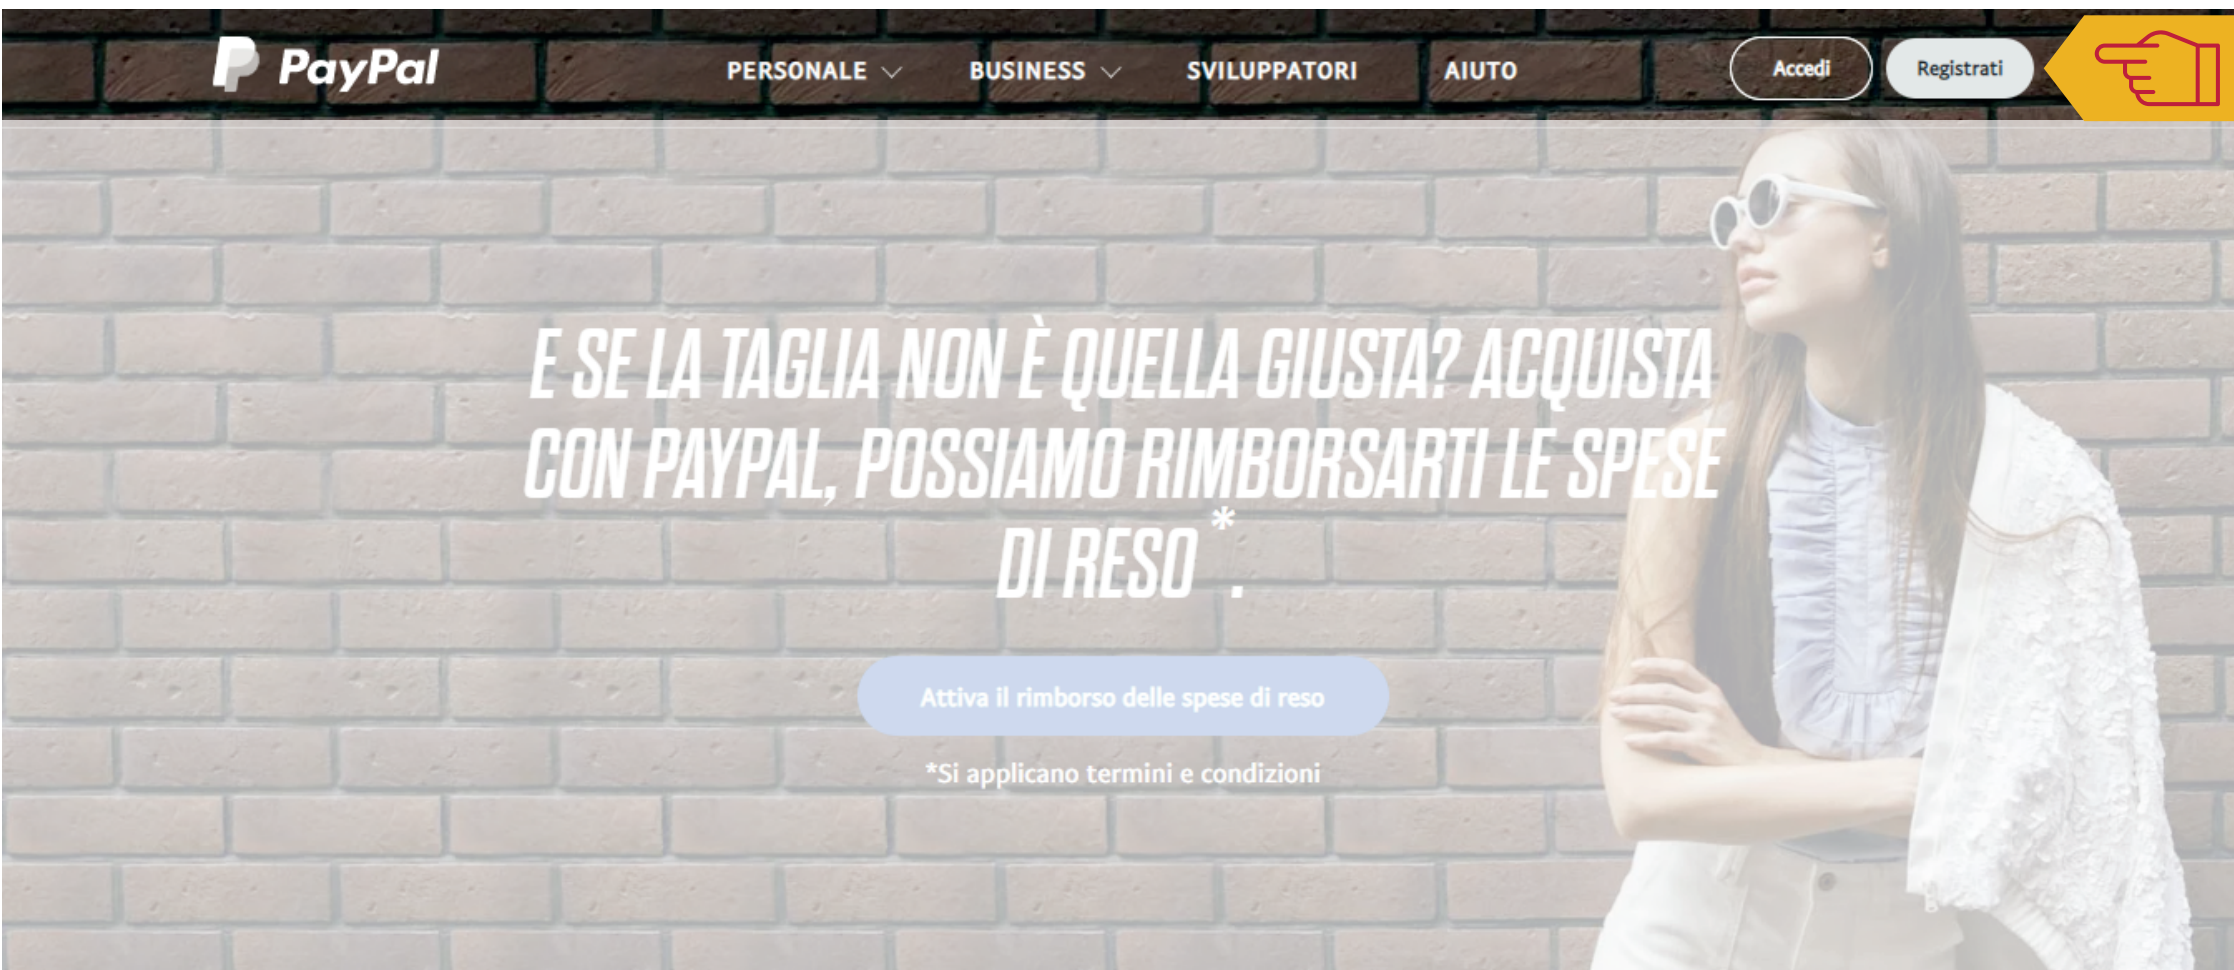 PayPal
PERSONALE
BUSINESS
SVILUPPATORI
AIUTO
Accedi
Registrati
E SE LA TAGLIA NON È QUELLA GIUSTA? ACQUISTA
CON PAYPAL, POSSIAMO RIMBORSARTI LE SPESE
DI RESO *.
Attiva il rimborso delle spese di reso
*Si applicano termini e condizioni